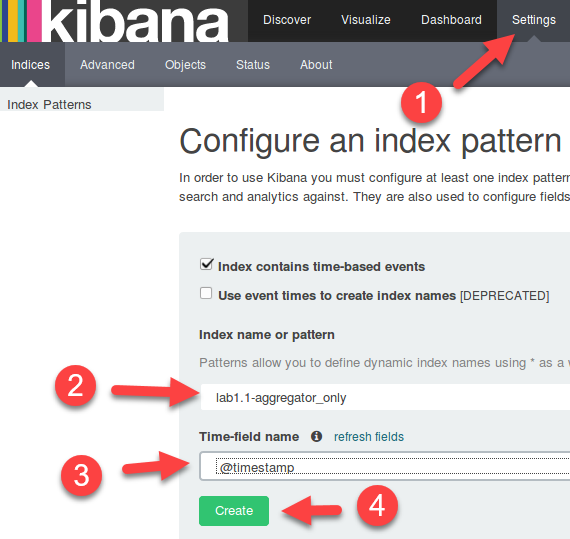 kibana Discover Visualize Dashboard Settings
Indices Advanced Objects Status About
1
Index Patterns
Configure an index pattern
In order to use Kibana you must configure at least one index pattern
search and analytics against. They are also used to configure fields
Index contains time-based events
Use event times to create index names [DEPRECATED]
Index name or pattern
Patterns allow you to define dynamic index names using * as a
2
lab1.1-aggregator_only
Time-field name refresh fields
3
@timestamp
Create
4